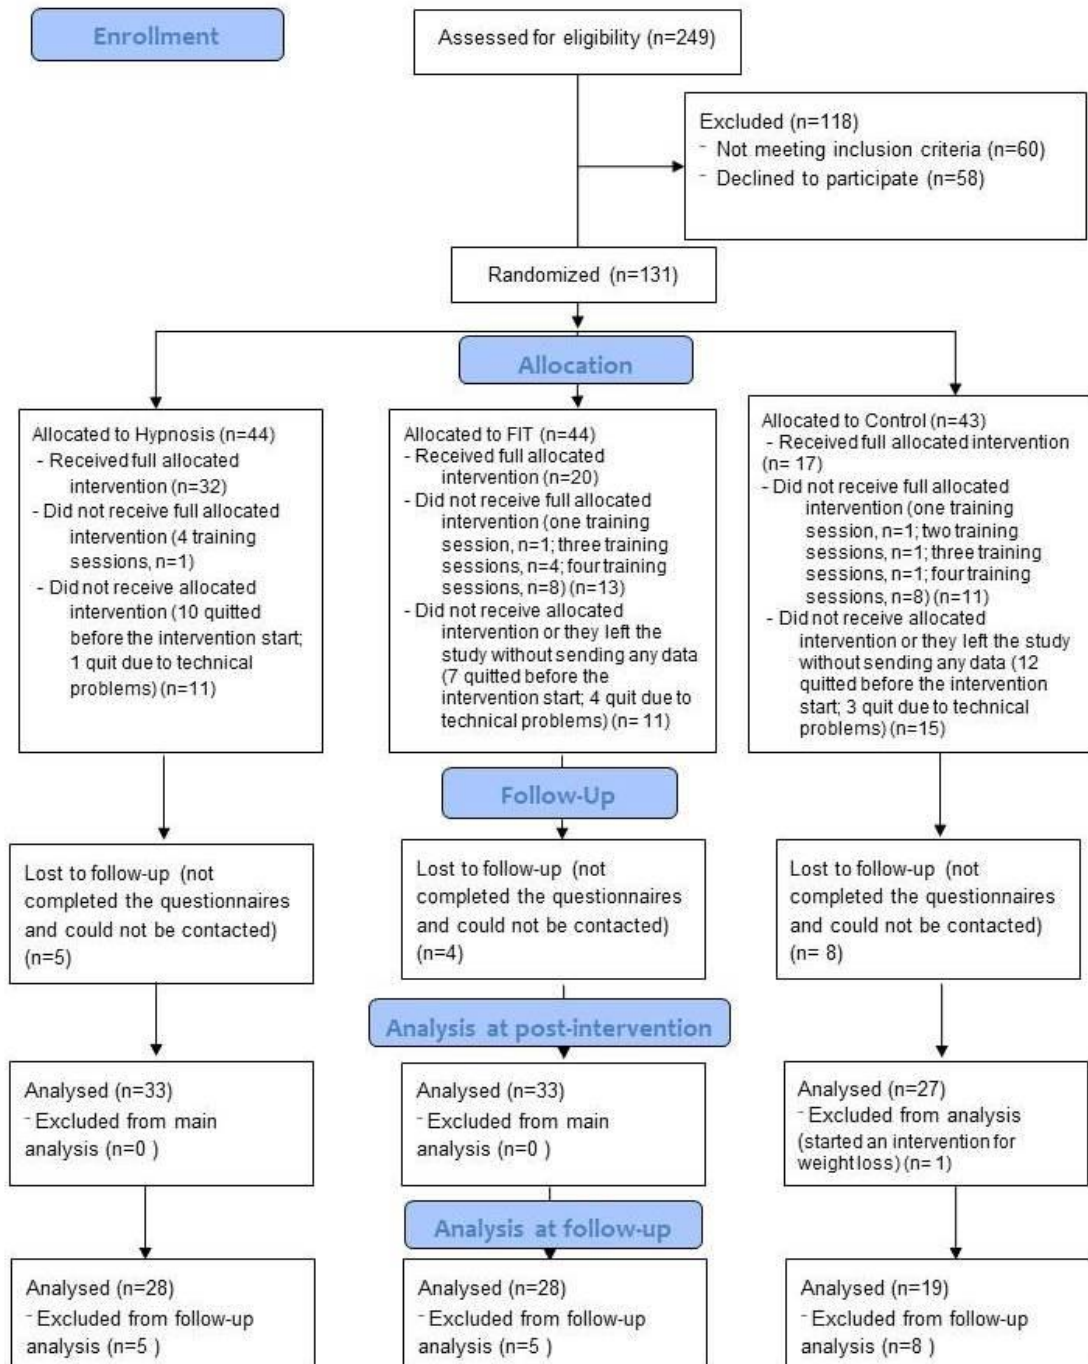 Enrollment
Assessed for eligibility (n=249)
Excluded (n=118)
- Not meeting inclusion criteria (n=60)
- Declined to participate (n=58)
Randomized (n=131)
Allocation
Allocated to Hypnosis (n=44)
- Received full allocated
intervention (n=32)
- Did not receive full allocated
intervention (4 training
sessions, n=1)
- Did not receive allocated
intervention (10 quitted
before the intervention start;
1 quit due to technical
problems) (n=11)
Allocated to FIT (n=44)
- Received full allocated
intervention (n=20)
- Did not receive full allocated
intervention (one training
session, n=1; three training
sessions, n=4; four training
sessions, n=8) (n=13)
- Did not receive allocated
intervention or they left the
study without sending any data
(7 quitted before the
intervention start; 4 quit due to
technical problems) (n= 11)
Allocated to Control (n=43)
- Received full allocated intervention
(n= 17)
- Did not receive full allocated
intervention (one training
session, n=1; two training
sessions, n=1; three training
sessions, n=1; four training
sessions, n=8) (n=11)
- Did not receive allocated
intervention or they left the
study without sending any data (12
quitted before the intervention
start; 3 quit due to technical
problems) (n=15)
Follow-Up
Lost to follow-up (not
completed the questionnaires
and could not be contacted)
(n=5)
Lost to follow-up (not
completed the questionnaires
and could not be contacted)
(n=4)
Lost to follow-up (not
completed the questionnaires
and could not be contacted)
(n= 8)
Analysis at post-intervention
Analysed (n=33)
- Excluded from main
analysis (n=0 )
Analysed (n=33)
- Excluded from main
analysis (n=0 )
Analysed (n=27)
- Excluded from analysis
(started an intervention for
weight loss) (n= 1)
Analysis at follow-up
Analysed (n=28)
- Excluded from follow-up
analysis (n=5 )
Analysed (n=28)
- Excluded from follow-up
analysis (n=5 )
Analysed (n=19)
- Excluded from follow-up
analysis (n=8 )